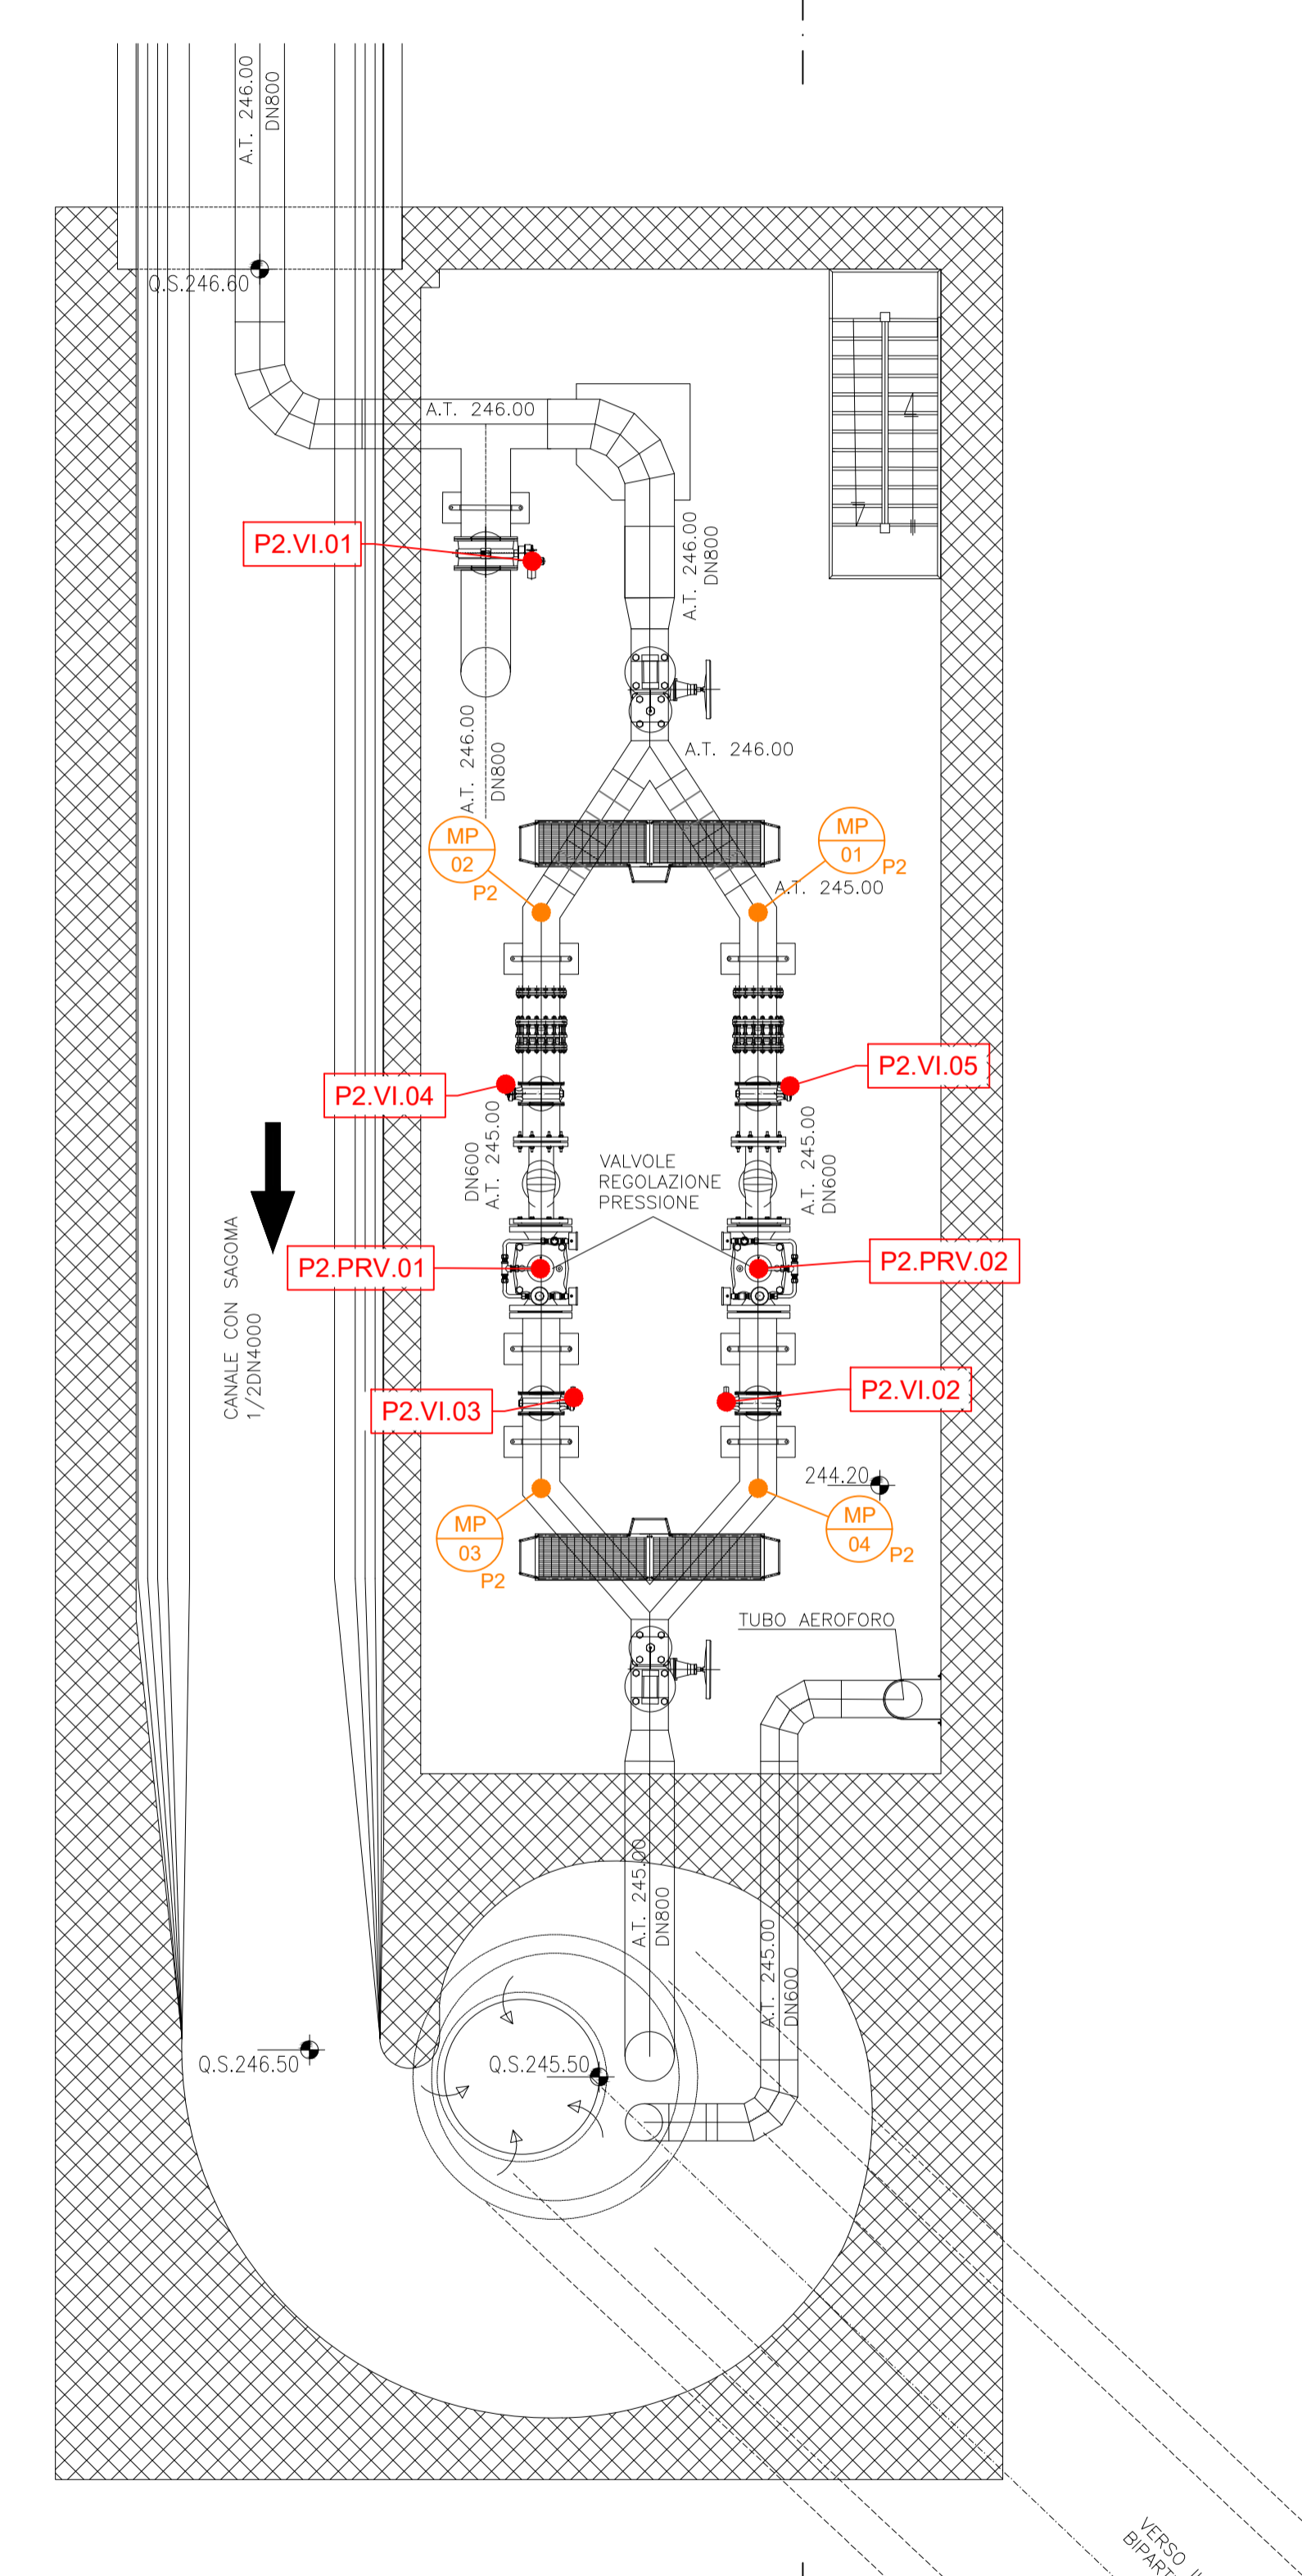 A.T. 246.00
DN800
Q.S.246.60
A.T. 246.00
P2.VI.01
A.T. 246.00
DN800
A.T. 246.00
DN800
A.T. 246.00
MP
02
P2
MP
01
P2
A.T. 245.00
P2.VI.04
P2.VI.05
DN600
A.T. 245.00
VALVOLE
REGOLAZIONE
PRESSIONE
A.T. 245.00
DN600
P2.PRV.01
P2.PRV.02
CANALE CON SAGOMA
1/2DN4000
P2.VI.03
P2.VI.02
244.20
MP
03
P2
MP
04
P2
TUBO AEROFORO
A.T. 245.00
DN800
A.T. 245.00
DN600
Q.S.246.50
Q.S.245.50
VERSO